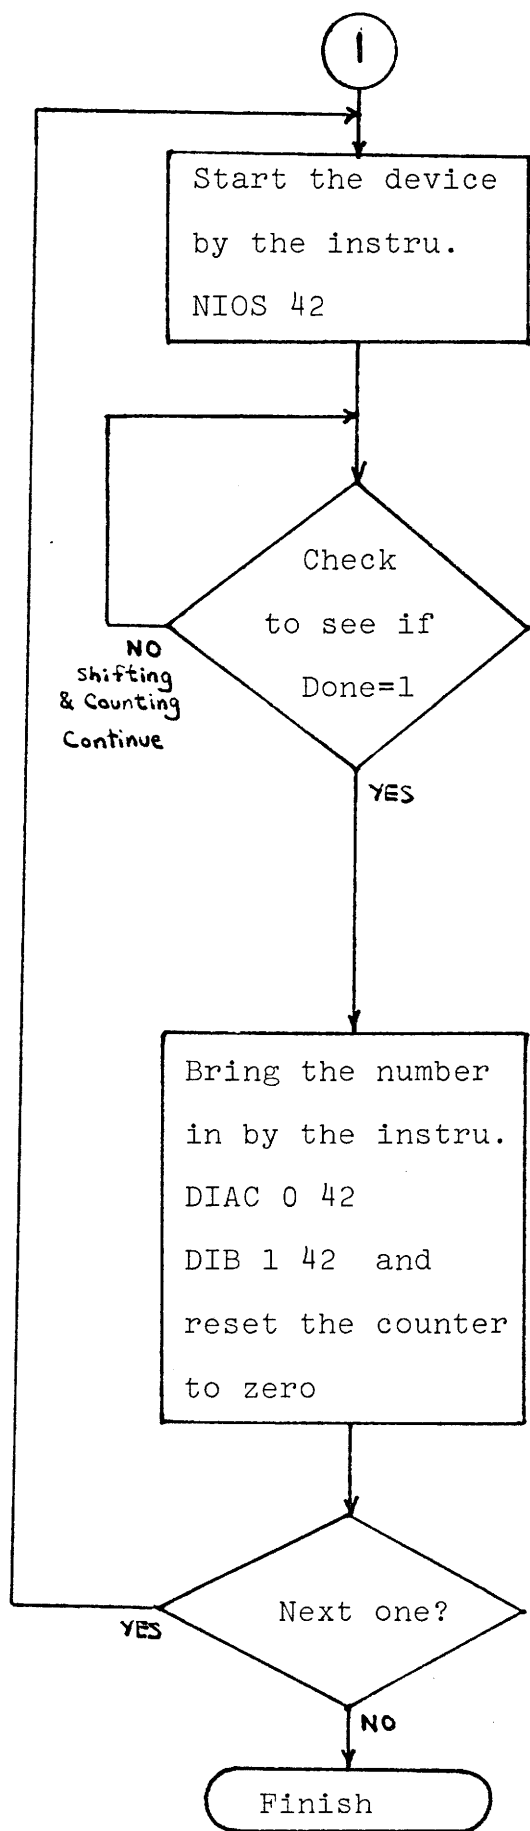 1
Start the device
by the instru.
NIOS 42
Check
to see if
Done=1
NO
Shifting
& Counting
Continue
YES
Bring the number
in by the instru.
DIAC 0 42
DIB 1 42 and
reset the counter
to zero
Next one?
YES
NO
Finish